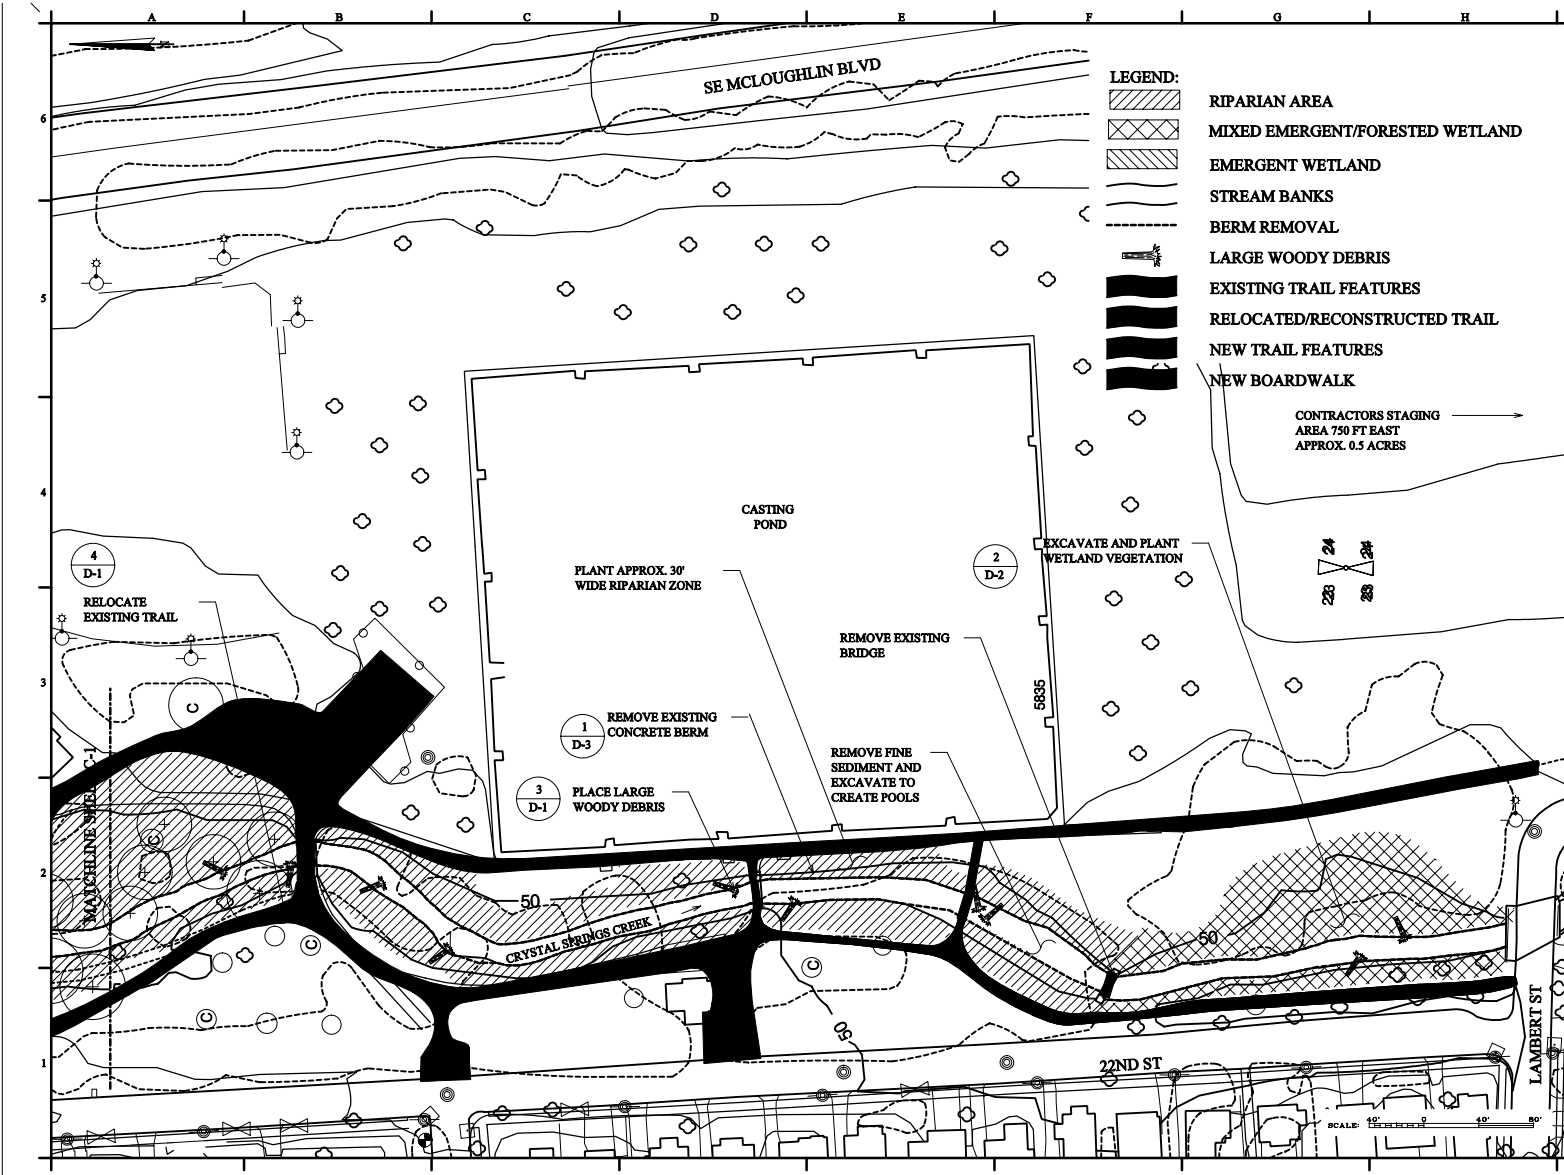 A
B
C
D
E
F
G
H
6
5
4
3
2
1
SE MCLOUGHLIN BLVD
LEGEND:
RIPARIAN AREA
MIXED EMERGENT/FORESTED WETLAND
EMERGENT WETLAND
STREAM BANKS
BERM REMOVAL
LARGE WOODY DEBRIS
EXISTING TRAIL FEATURES
RELOCATED/RECONSTRUCTED TRAIL
NEW TRAIL FEATURES
NEW BOARDWALK
CONTRACTORS STAGING
AREA 750 FT EAST
APPROX. 0.5 ACRES
CASTING
POND
4
D-1
RELOCATE
EXISTING TRAIL
PLANT APPROX. 30'
WIDE RIPARIAN ZONE
2
D-2
EXCAVATE AND PLANT
WETLAND VEGETATION
24
24
REMOVE EXISTING
BRIDGE
5835
1
D-3
REMOVE EXISTING
CONCRETE BERM
REMOVE FINE
SEDIMENT AND
EXCAVATE TO
CREATE POOLS
3
D-1
PLACE LARGE
WOODY DEBRIS
MATCHLINE SHEET C-1
C
C
C
C
C
50
50
50
CRYSTAL SPRINGS CREEK
22ND ST
LAMBERT ST
SCALE:
40'
0
40'
80'